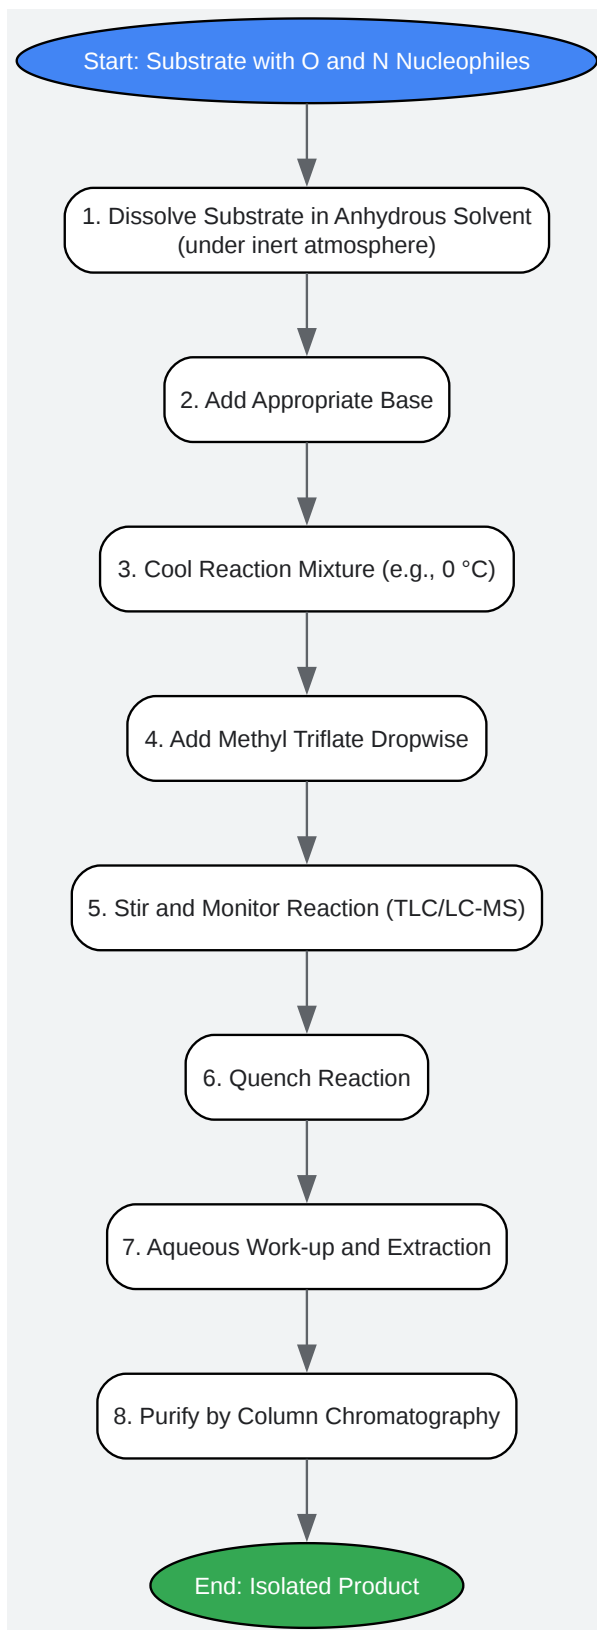 Start: Substrate with O and N Nucleophiles
1. Dissolve Substrate in Anhydrous Solvent
(under inert atmosphere)
2. Add Appropriate Base
3. Cool Reaction Mixture (e.g., 0 °C)
4. Add Methyl Triflate Dropwise
5. Stir and Monitor Reaction (TLC/LC-MS)
6. Quench Reaction
7. Aqueous Work-up and Extraction
8. Purify by Column Chromatography
End: Isolated Product